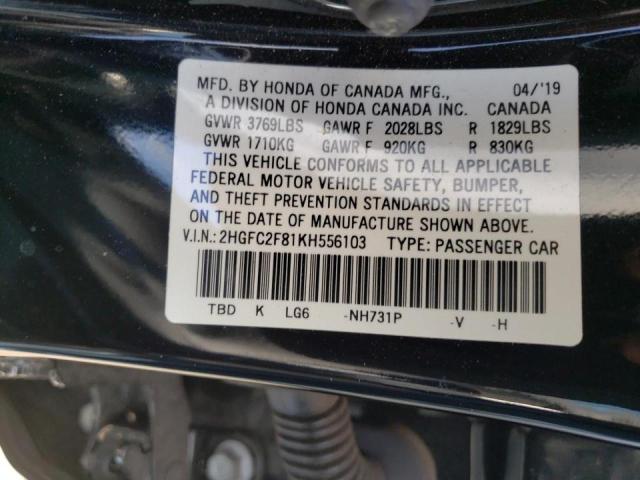 MFD. BY HONDA OF CANADA MFG., 04/'19
A DIVISION OF HONDA CANADA INC. CANADA
GVWR 3769LBS GAWR F 2028LBS R 1829LBS
GVWR 1710KG GAWR F 920KG R 830KG
THIS VEHICLE CONFORMS TO ALL APPLICABLE
FEDERAL MOTOR VEHICLE SAFETY, BUMPER,
AND THEFT PREVENTION STANDARDS IN EFFECT
ON THE DATE OF MANUFACTURE SHOWN ABOVE.
V.I.N.: 2HGFC2F81KH556103 TYPE: PASSENGER CAR
TBD K LG6 -NH731P -V -H